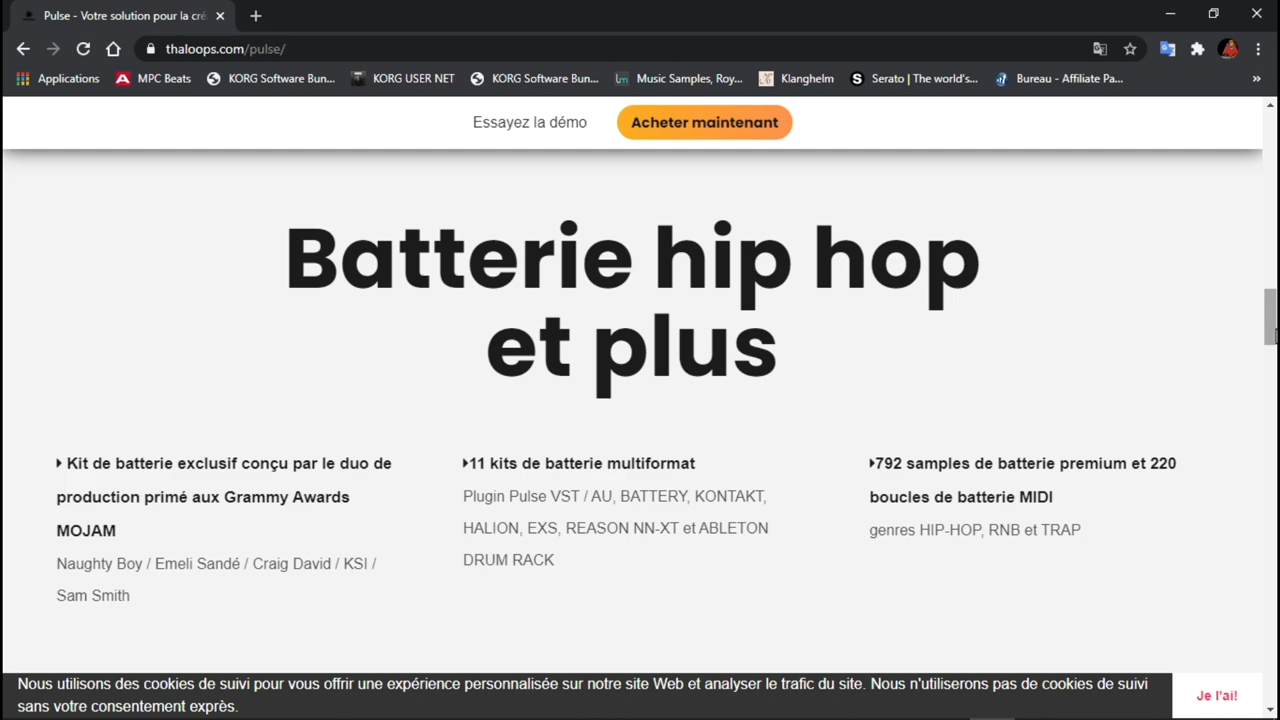 Pulse - Votre solution pour la cré
thaloops.com/pulse/
Applications
MPC Beats
KORG Software Bun...
KORG USER NET
KORG Software Bun...
Music Samples, Roy...
Klanghelm
Serato | The world's...
Bureau - Affiliate Pa...
»
Essayez la démo
Acheter maintenant
Batterie hip hop
et plus
Kit de batterie exclusif conçu par le duo de
production primé aux Grammy Awards
MOJAM
Naughty Boy / Emeli Sandé / Craig David / KSI /
Sam Smith
11 kits de batterie multiformat
Plugin Pulse VST / AU, BATTERY, KONTAKT,
HALION, EXS, REASON NN-XT et ABLETON
DRUM RACK
792 samples de batterie premium et 220
boucles de batterie MIDI
genres HIP-HOP, RNB et TRAP
Nous utilisons des cookies de suivi pour vous offrir une expérience personnalisée sur notre site Web et analyser le trafic du site. Nous n'utiliserons pas de cookies de suivi
sans votre consentement exprès.
Je l'ai!